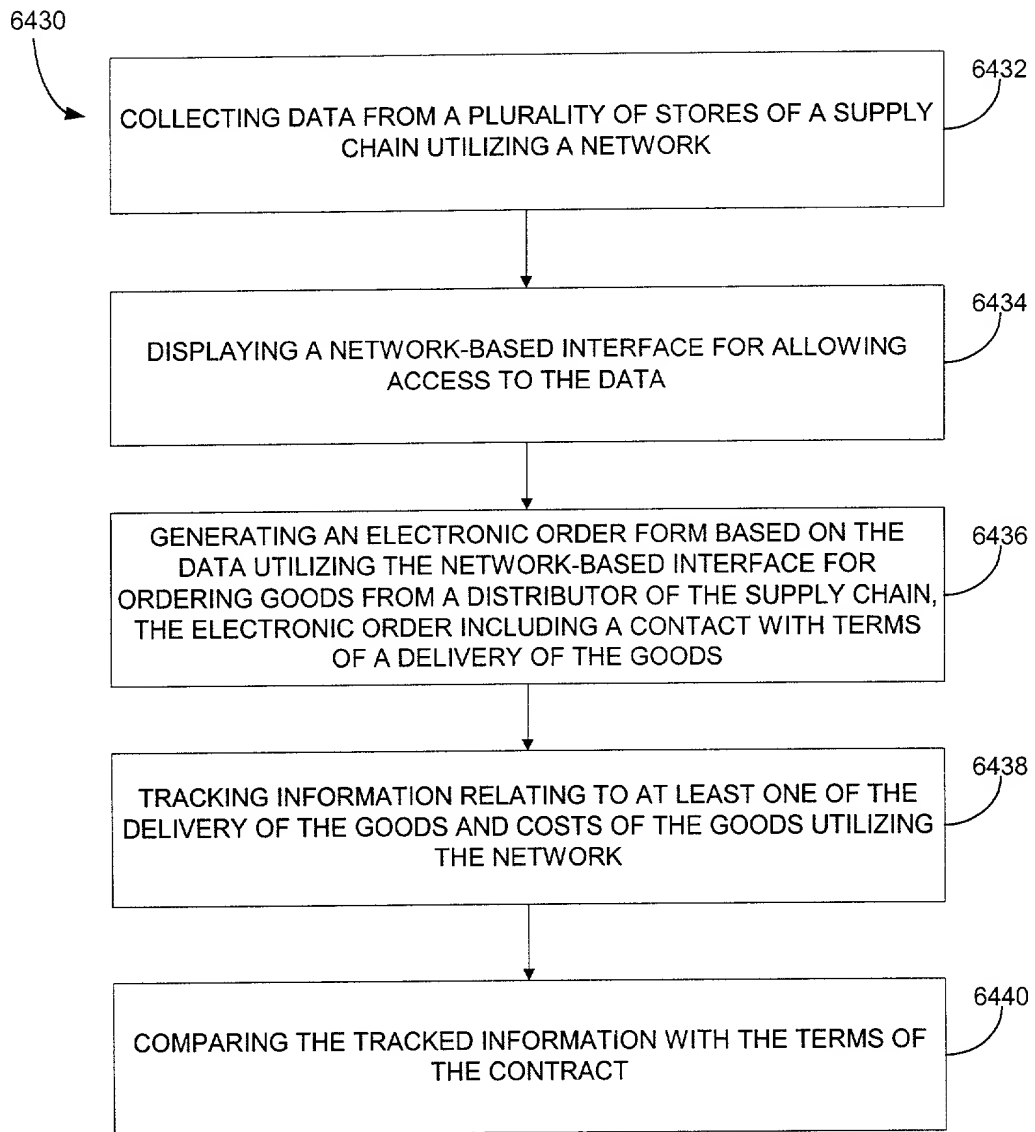 6430
6432
COLLECTING DATA FROM A PLURALITY OF STORES OF A SUPPLY
CHAIN UTILIZING A NETWORK
6434
DISPLAYING A NETWORK-BASED INTERFACE FOR ALLOWING
ACCESS TO THE DATA
6436
GENERATING AN ELECTRONIC ORDER FORM BASED ON THE
DATA UTILIZING THE NETWORK-BASED INTERFACE FOR
ORDERING GOODS FROM A DISTRIBUTOR OF THE SUPPLY CHAIN,
THE ELECTRONIC ORDER INCLUDING A CONTACT WITH TERMS
OF A DELIVERY OF THE GOODS
6438
TRACKING INFORMATION RELATING TO AT LEAST ONE OF THE
DELIVERY OF THE GOODS AND COSTS OF THE GOODS UTILIZING
THE NETWORK
6440
COMPARING THE TRACKED INFORMATION WITH THE TERMS OF
THE CONTRACT